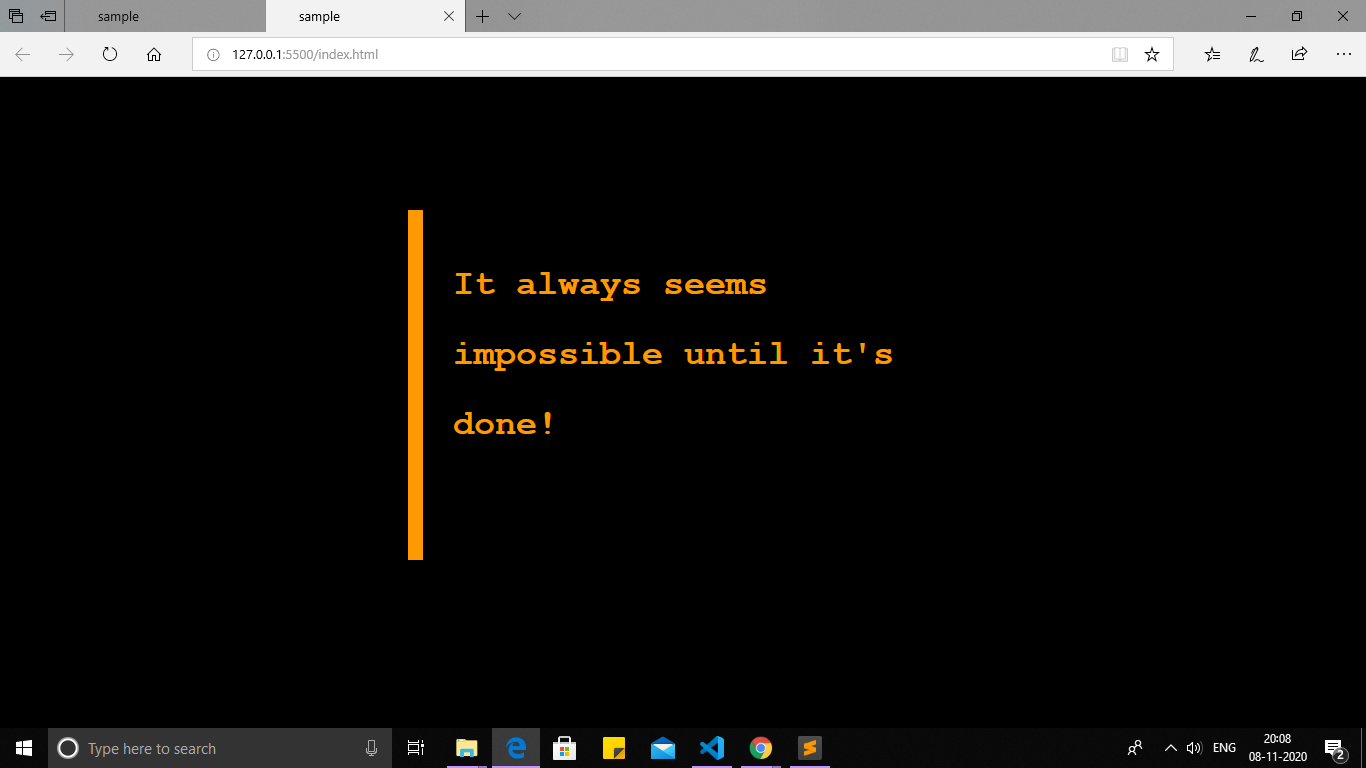 sample
sample
127.0.0.1:5500/index.html
It always seems
impossible until it's
done!
Type here to search
ENG
20:08
08-11-2020
2